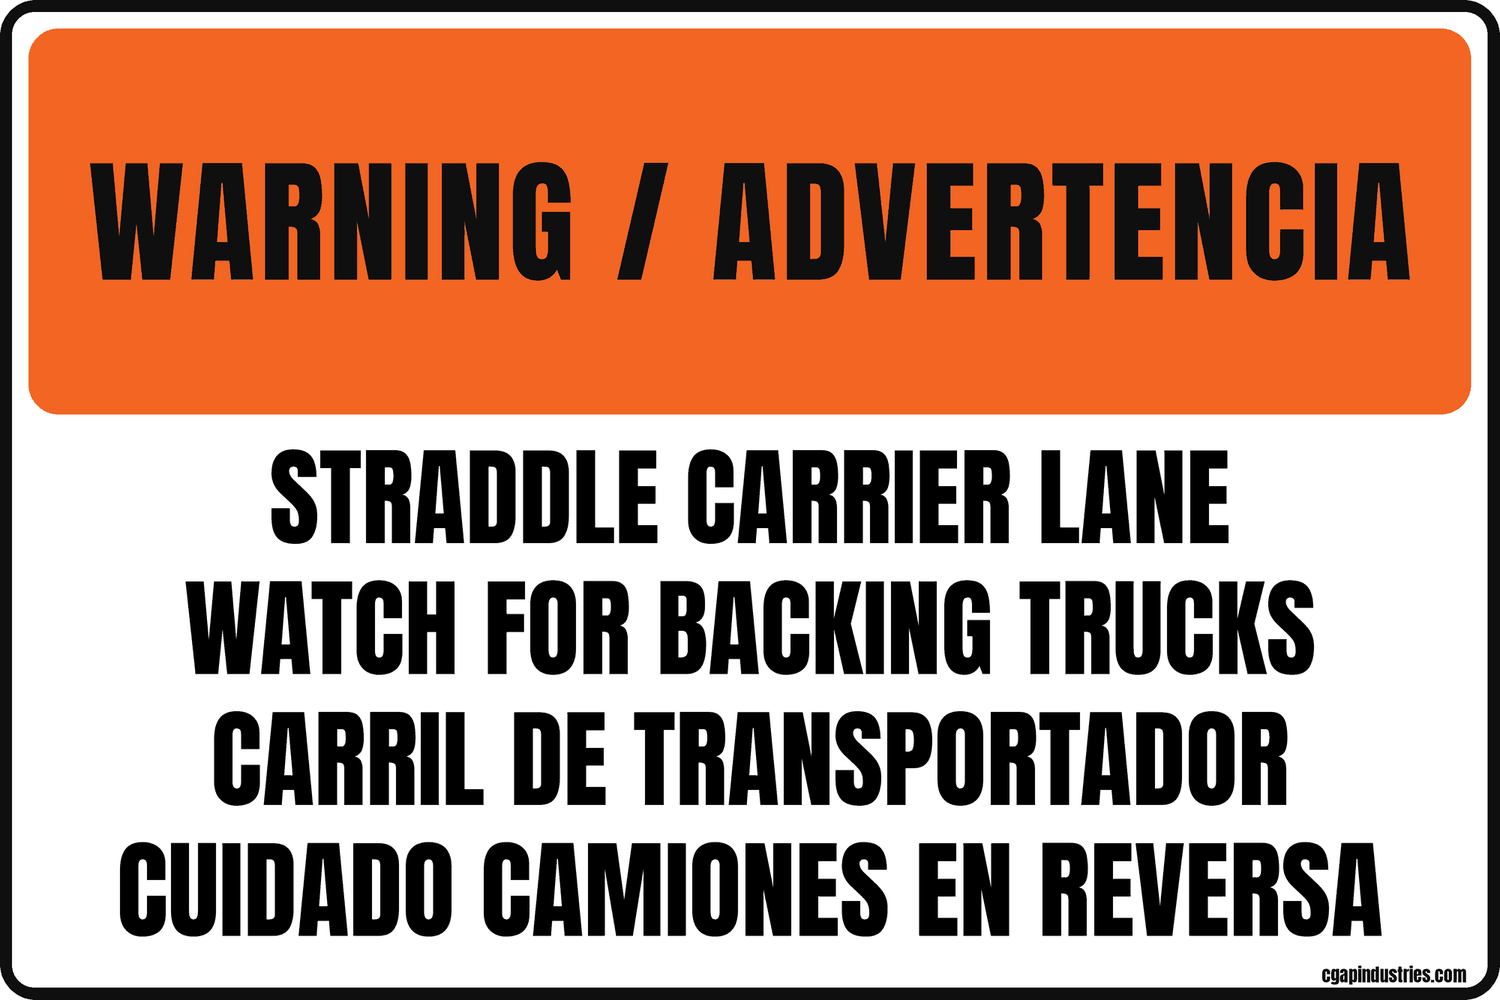 WARNING / ADVERTENCIA
STRADDLE CARRIER LANE
WATCH FOR BACKING TRUCKS
CARRIL DE TRANSPORTADOR
CUIDADO CAMIONES EN REVERSA
cgapindustries.com